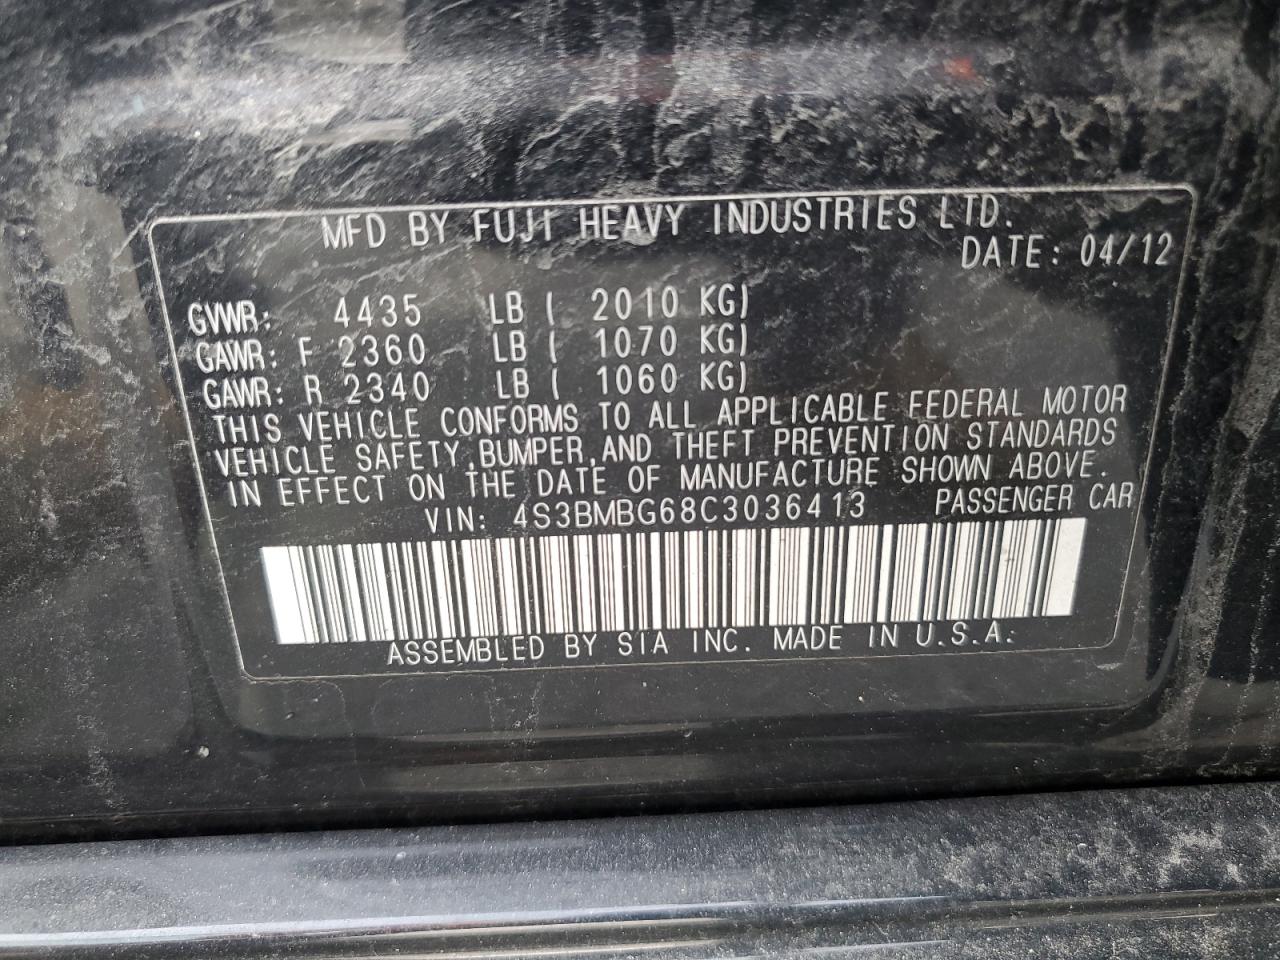 MFD BY FUJI HEAVY INDUSTRIES LTD.
DATE: 04/12
GVWR: 4435 LB ( 2010 KG)
GAWR: F 2360 LB ( 1070 KG)
GAWR: R 2340 LB ( 1060 KG)
THIS VEHICLE CONFORMS TO ALL APPLICABLE FEDERAL MOTOR
VEHICLE SAFETY,BUMPER,AND THEFT PREVENTION STANDARDS
IN EFFECT ON THE DATE OF MANUFACTURE SHOWN ABOVE.
VIN: 4S3BMBG68C3036413 PASSENGER CAR
ASSEMBLED BY SIA INC. MADE IN U.S.A.